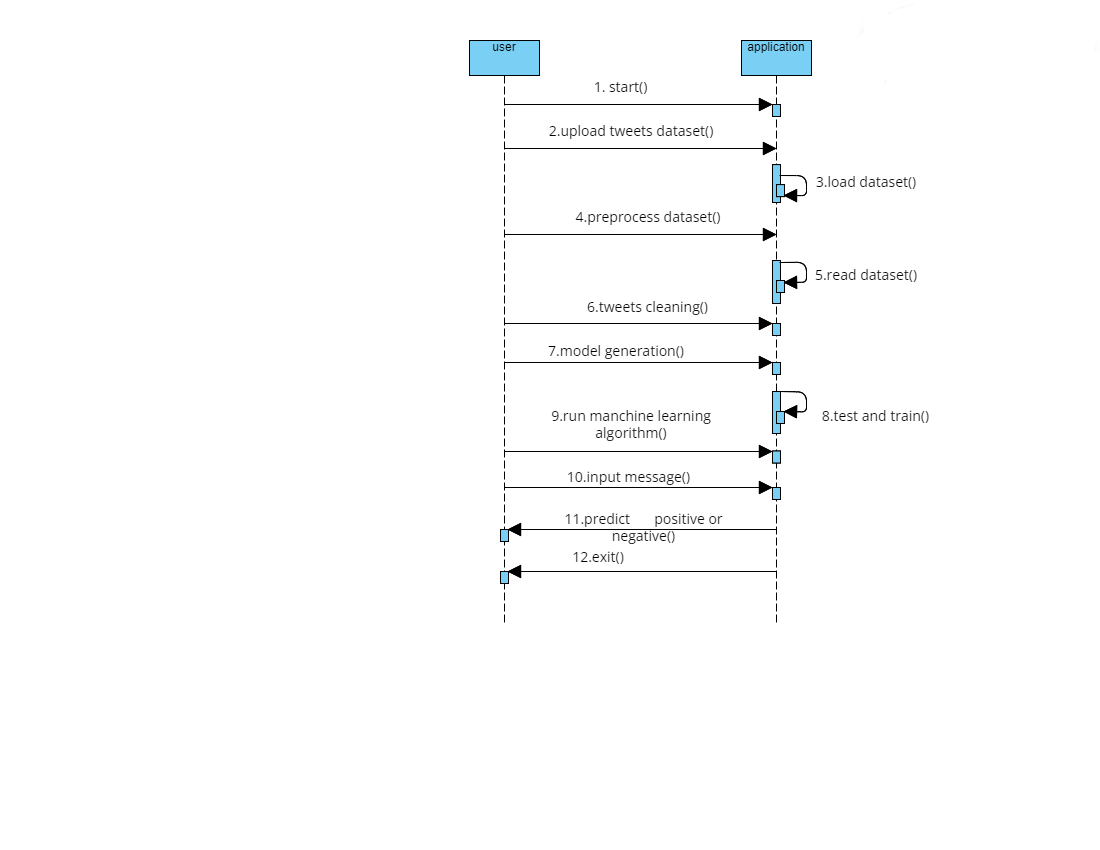 user
application
1. start()
2.upload tweets dataset()
3.load dataset()
4.preprocess dataset()
5.read dataset()
6.tweets cleaning()
7.model generation()
8.test and train()
9.run manchine learning
algorithm()
10.input message()
11.predict positive or
negative()
12.exit()